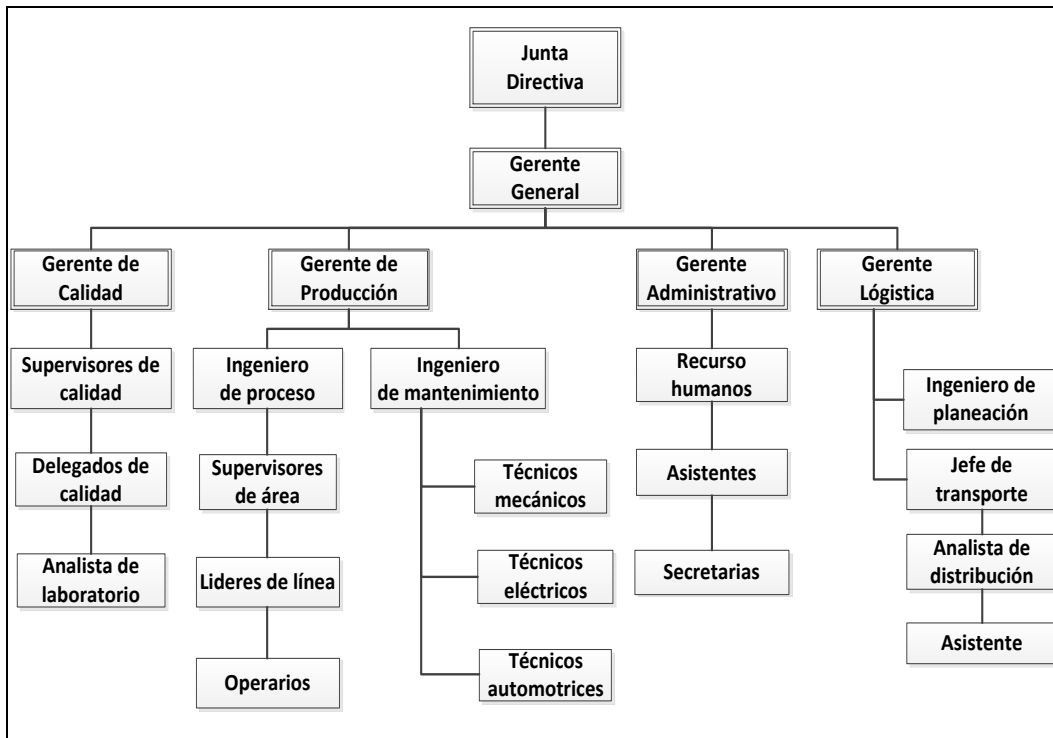 Junta
Directiva
Gerente
General
Gerente de
Calidad
Gerente de
Producción
Gerente
Administrativo
Gerente
Lógistica
Supervisores de
calidad
Ingeniero
de proceso
Ingeniero
de mantenimiento
Recurso
humanos
Ingeniero de
planeación
Delegados de
calidad
Supervisores
de área
Técnicos
mecánicos
Asistentes
Jefe de
transporte
Analista de
laboratorio
Lideres de línea
Técnicos
eléctricos
Secretarias
Analista de
distribución
Operarios
Técnicos
automotrices
Asistente